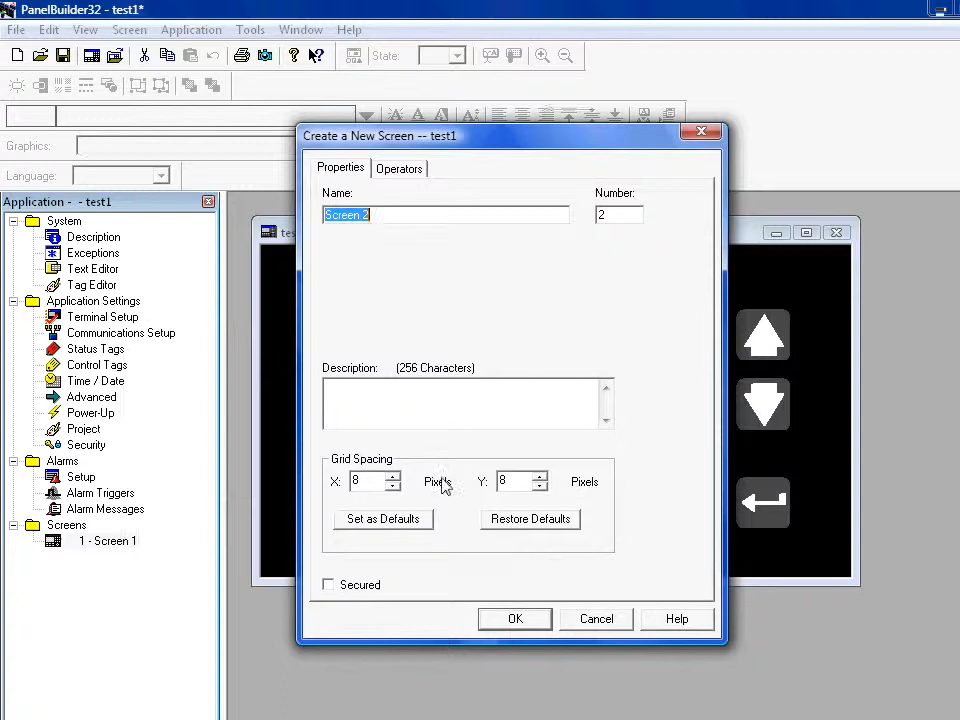 PanelBuilder32 - test1*
File Edit View Screen Application Tools Window Help
State:
Graphics:
Language:
Application - - test1
System
Description
Exceptions
Text Editor
Tag Editor
Application Settings
Terminal Setup
Communications Setup
Status Tags
Control Tags
Time / Date
Advanced
Power-Up
Project
Security
Alarms
Setup
Alarm Triggers
Alarm Messages
Screens
1 - Screen 1
Create a New Screen -- test1
Properties Operators
Name: Number:
Screen 2 2
Description: (256 Characters)
Grid Spacing
X: 8 Pixels Y: 8 Pixels
Set as Defaults Restore Defaults
Secured
OK Cancel Help